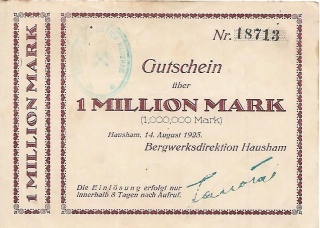 1 MILLION MARK
Nr. 18713
Gutschein
über
1 MILLION MARK
(1,000,000 Mark)
Hausham, 14. August 1923.
Bergwerksdirektion Hausham
Die Einlösung erfolgt nur
innerhalb 8 Tagen nach Aufruf.